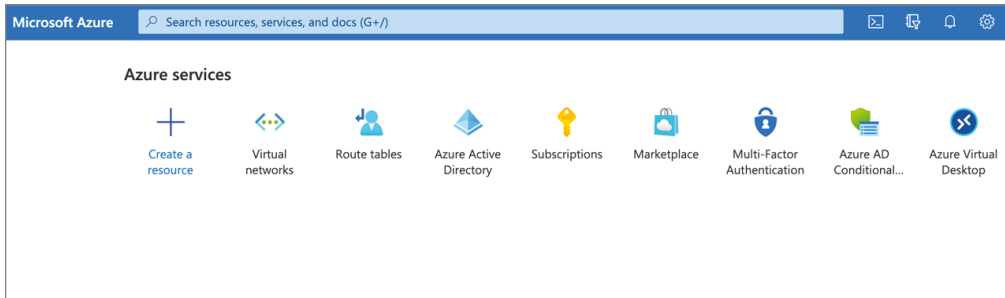 Microsoft Azure
Search resources, services, and docs (G+/)
Azure services
Create a
resource
Virtual
networks
Route tables
Azure Active
Directory
Subscriptions
Marketplace
Multi-Factor
Authentication
Azure AD
Conditional...
Azure Virtual
Desktop